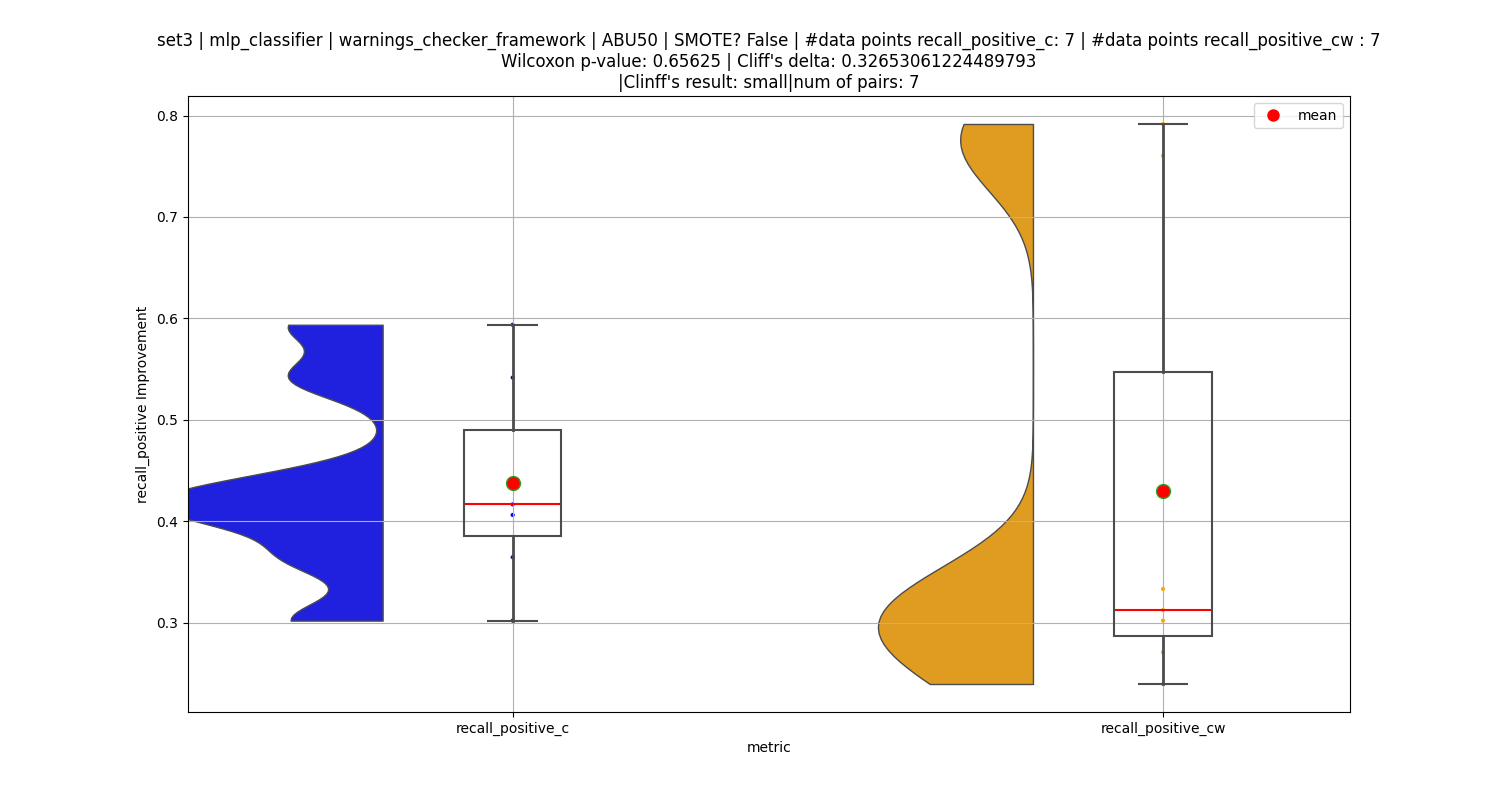 set3 | mlp_classifier | warnings_checker_framework | ABU50 | SMOTE? False | #data points recall_positive_c: 7 | #data points recall_positive_cw : 7
Wilcoxon p-value: 0.65625 | Cliff's delta: 0.32653061224489793
|Clinff's result: small|num of pairs: 7
mean
0.8
0.7
0.6
0.5
0.4
0.3
recall_positive Improvement
recall_positive_c
recall_positive_cw
metric